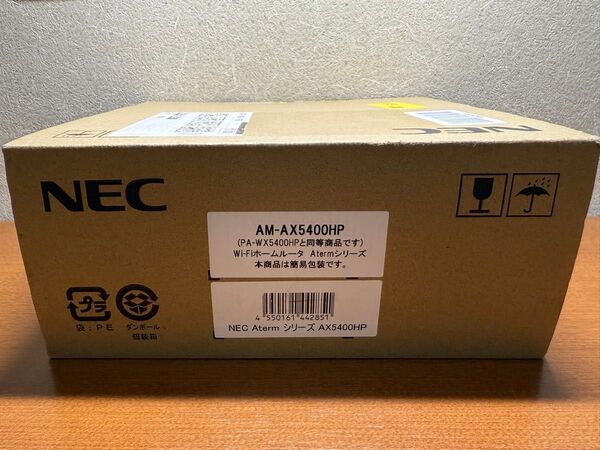 NEC
NEC
AM-AX5400HP
(PA-WX5400HPと同等商品です)
Wi-Fiホームルータ Atermシリーズ
本商品は簡易包装です。
4 550161 442851
NEC Aterm シリーズ AX5400HP
プラ
袋：PE
ダンボール
個装箱